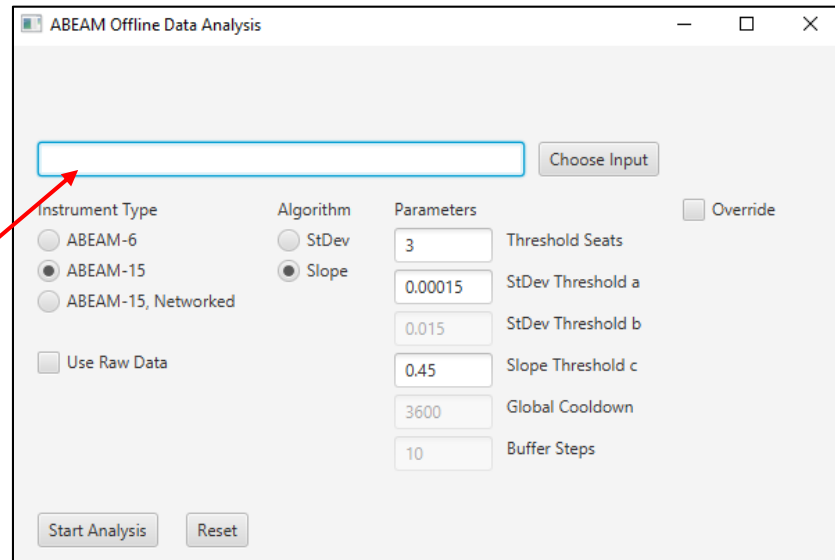 ABEAM Offline Data Analysis
Choose Input
Instrument Type Algorithm Parameters Override
ABEAM-6 StDev 3 Threshold Seats
ABEAM-15 Slope 0.00015 StDev Threshold a
ABEAM-15, Networked 0.015 StDev Threshold b
Use Raw Data 0.45 Slope Threshold c
3600 Global Cooldown
10 Buffer Steps
Start Analysis Reset